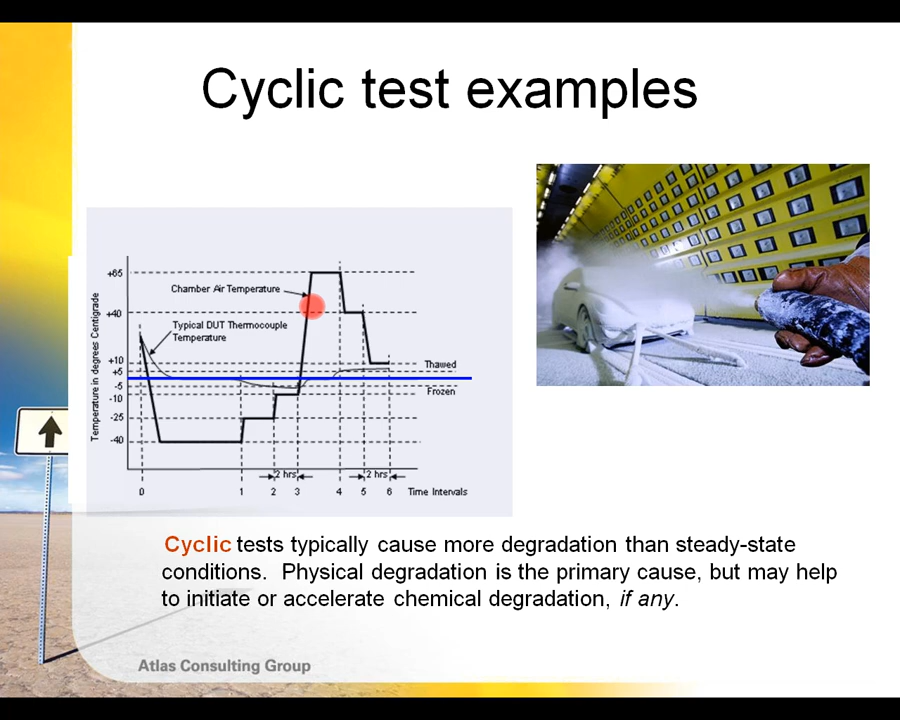 Cyclic test examples
+65
Chamber Air Temperature
+40
Typical DUT Thermocouple
Temperature
+10
Thawed
+5
-5
Frozen
-10
-25
-40
Temperature in degrees Centigrade
2 hrs
2 hrs
0 1 2 3 4 5 6 Time Intervals
Cyclic tests typically cause more degradation than steady-state
conditions. Physical degradation is the primary cause, but may help
to initiate or accelerate chemical degradation, if any.
Atlas Consulting Group